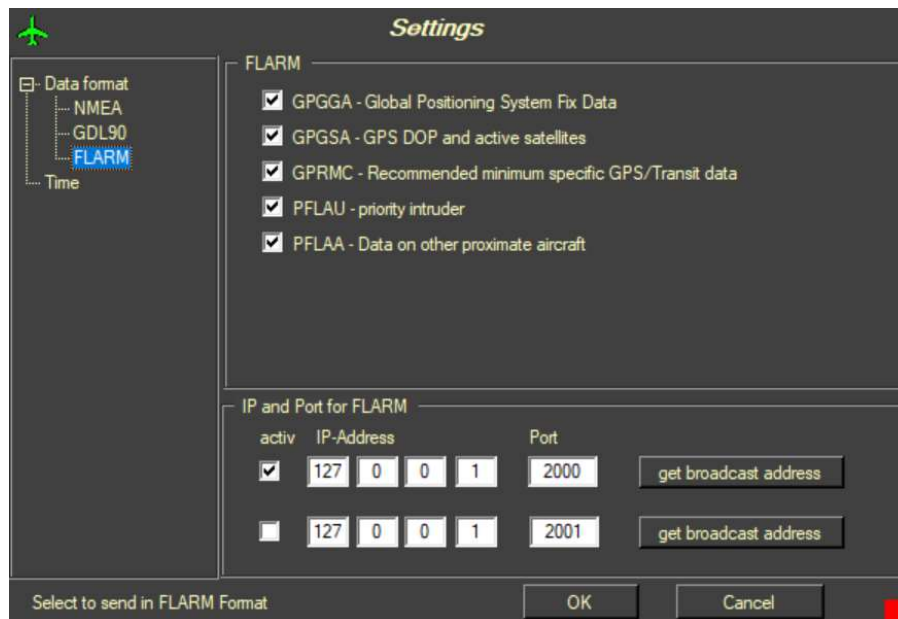 Settings
Data format
NMEA
GDL90
FLARM
Time
FLARM
GPGGA - Global Positioning System Fix Data
GPGSA - GPS DOP and active satellites
GPRMC - Recommended minimum specific GPS/Transit data
PFLAU - priority intruder
PFLAA - Data on other proximate aircraft
IP and Port for FLARM
activ IP-Address Port
127 0 0 1 2000 get broadcast address
127 0 0 1 2001 get broadcast address
Select to send in FLARM Format OK Cancel